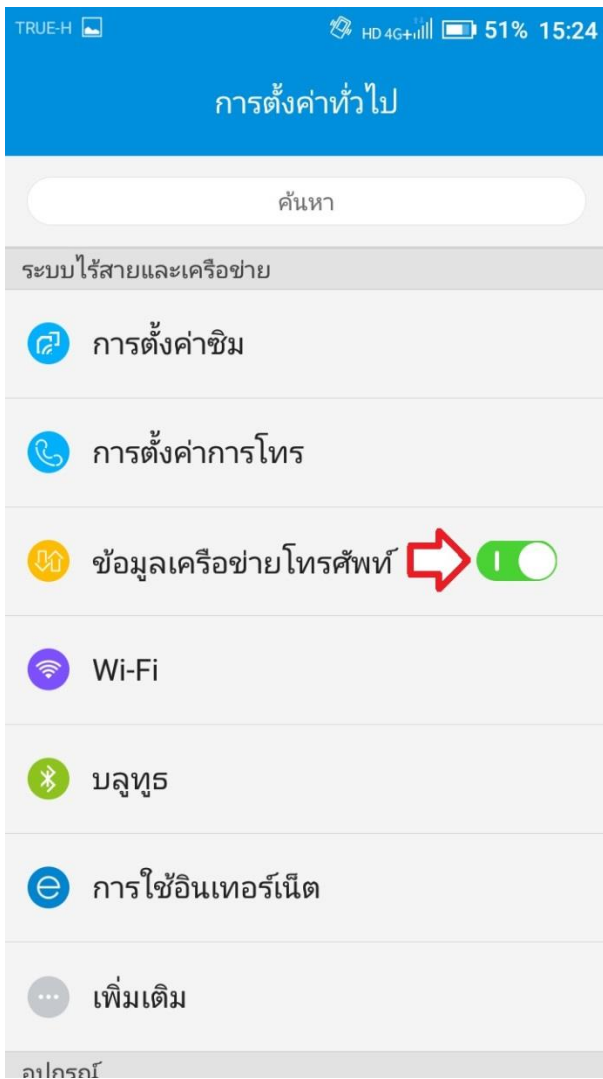 TRUE-H HD 4G+ 51% 15:24
การตั้งค่าทั่วไป
ค้นหา
ระบบไร้สายและเครือข่าย
การตั้งค่าซิม
การตั้งค่าการโทร
ข้อมูลเครือข่ายโทรศัพท์
Wi-Fi
บลูทูธ
การใช้อินเทอร์เน็ต
เพิ่มเติม
อุปกรณ์